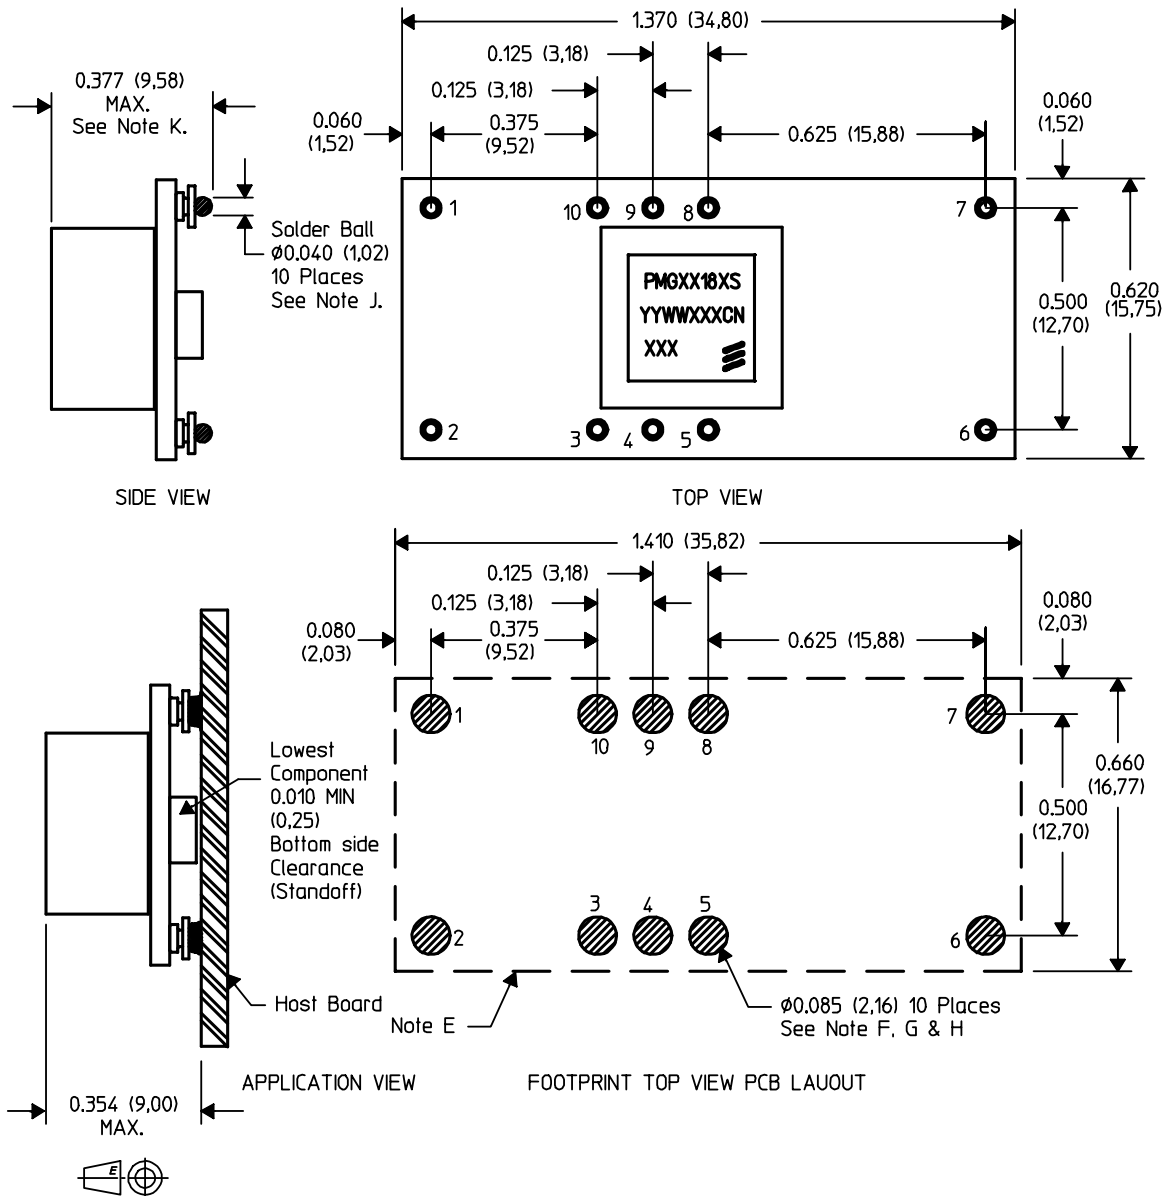 0.377 (9,58)
MAX.
See Note K.
Solder Ball
Ø0.040 (1,02)
10 Places
See Note J.
SIDE VIEW
1.370 (34,80)
0.125 (3,18)
0.125 (3,18)
0.060
(1,52)
0.375
(9,52)
0.625 (15,88)
0.060
(1,52)
1
10
9
8
7
PMGXX18XS
YYWWXXXCN
XXX
0.500
(12,70)
0.620
(15,75)
2
3
4
5
6
TOP VIEW
1.410 (35,82)
0.125 (3,18)
0.125 (3,18)
0.080
(2,03)
0.375
(9,52)
0.625 (15,88)
0.080
(2,03)
1
10
9
8
7
0.660
(16,77)
0.500
(12,70)
Lowest
Component
0.010 MIN
(0,25)
Bottom side
Clearance
(Standoff)
2
3
4
5
6
Host Board
Note E
Ø0.085 (2,16) 10 Places
See Note F, G & H
APPLICATION VIEW
FOOTPRINT TOP VIEW PCB LAUOUT
0.354 (9,00)
MAX.
E